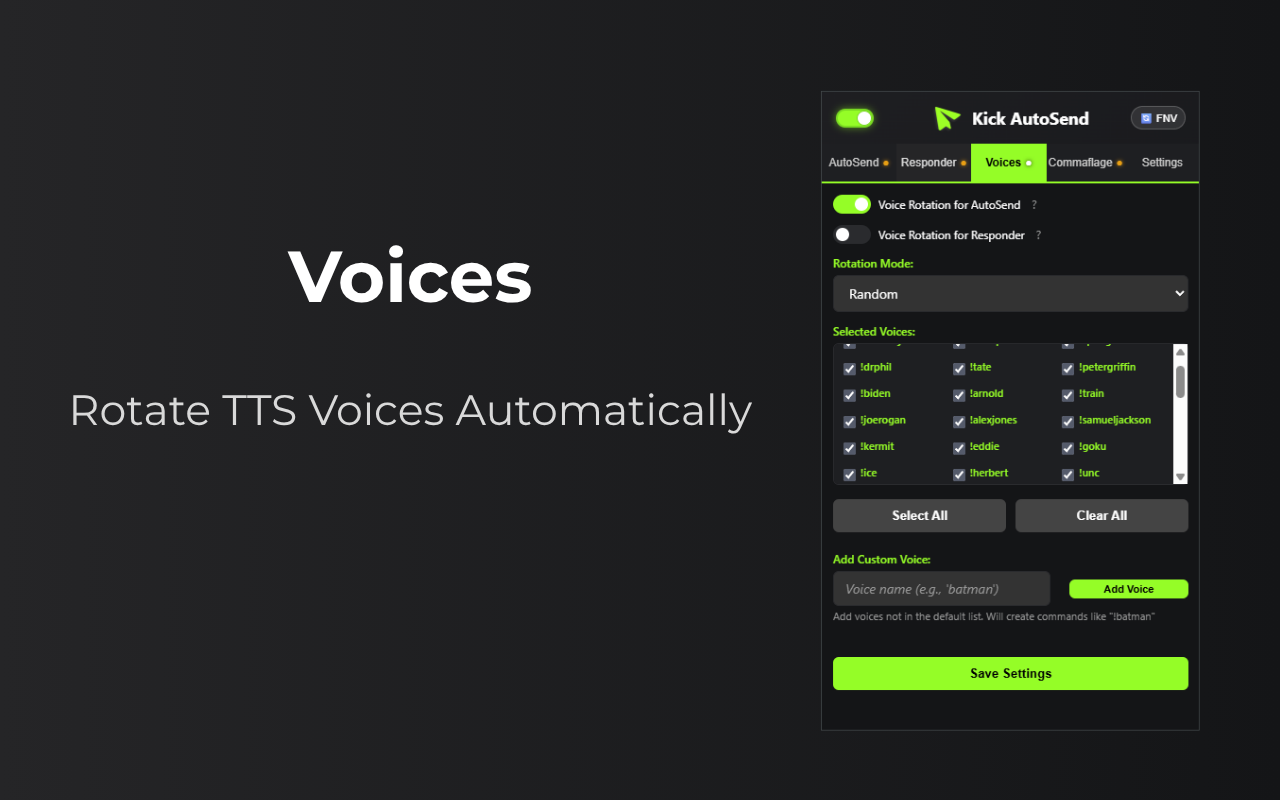 Voices
Rotate TTS Voices Automatically
Kick AutoSend
FNV
AutoSend Responder Voices Commaflage Settings
Voice Rotation for AutoSend ?
Voice Rotation for Responder ?
Rotation Mode:
Random
Selected Voices:
!drphil !tate !petergriffin
!biden !arnold !train
!joerogan !alexjones !samueljackson
!kermit !eddie !goku
!ice !herbert !unc
Select All Clear All
Add Custom Voice:
Voice name (e.g., 'batman') Add Voice
Add voices not in the default list. Will create commands like "!batman"
Save Settings